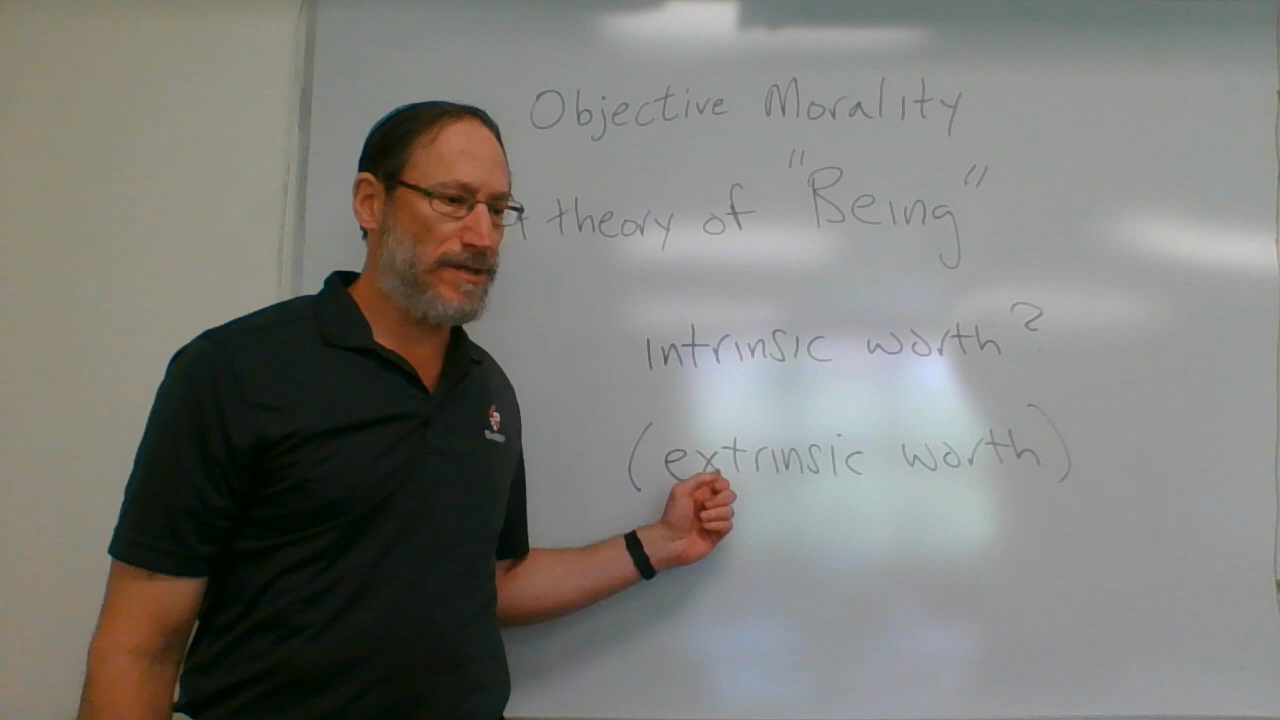 Objective Morality
theory of "Being"
Intrinsic worth?
(extrinsic worth)